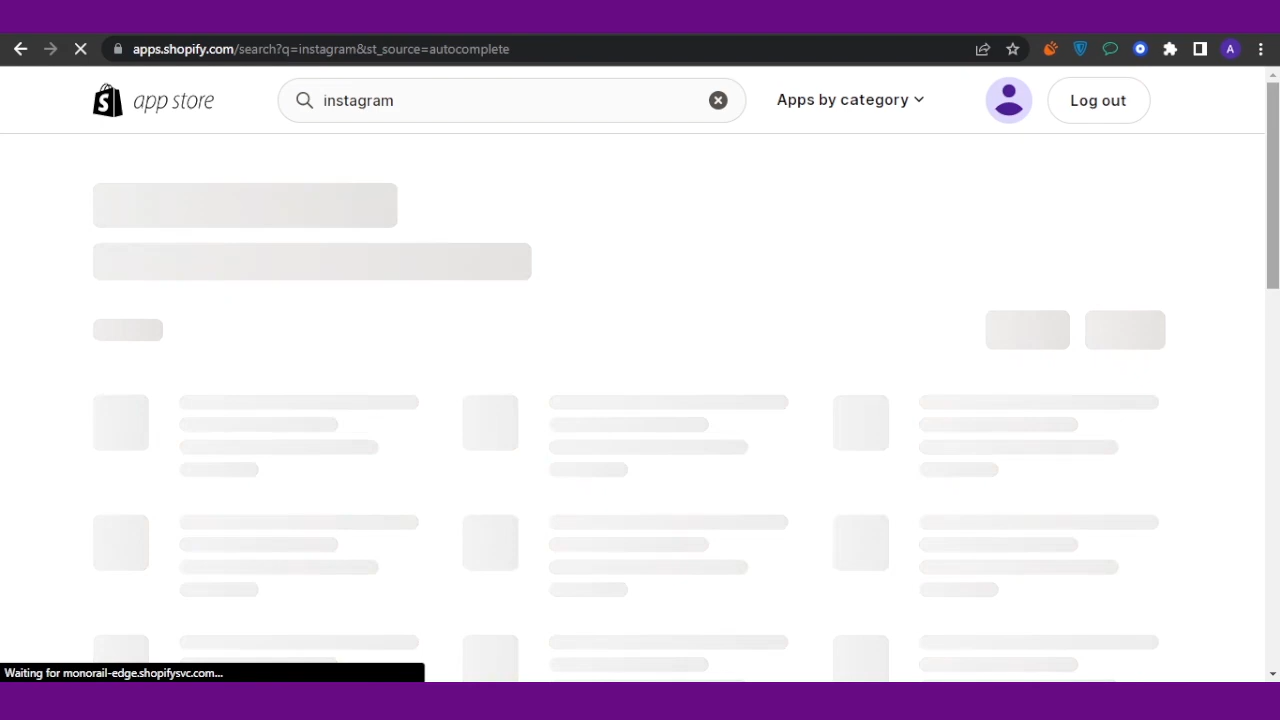 apps.shopify.com/search?q=instagram&st_source=autocomplete
A
app store
instagram
Apps by category
Log out
Waiting for monorail-edge.shopifysvc.com...